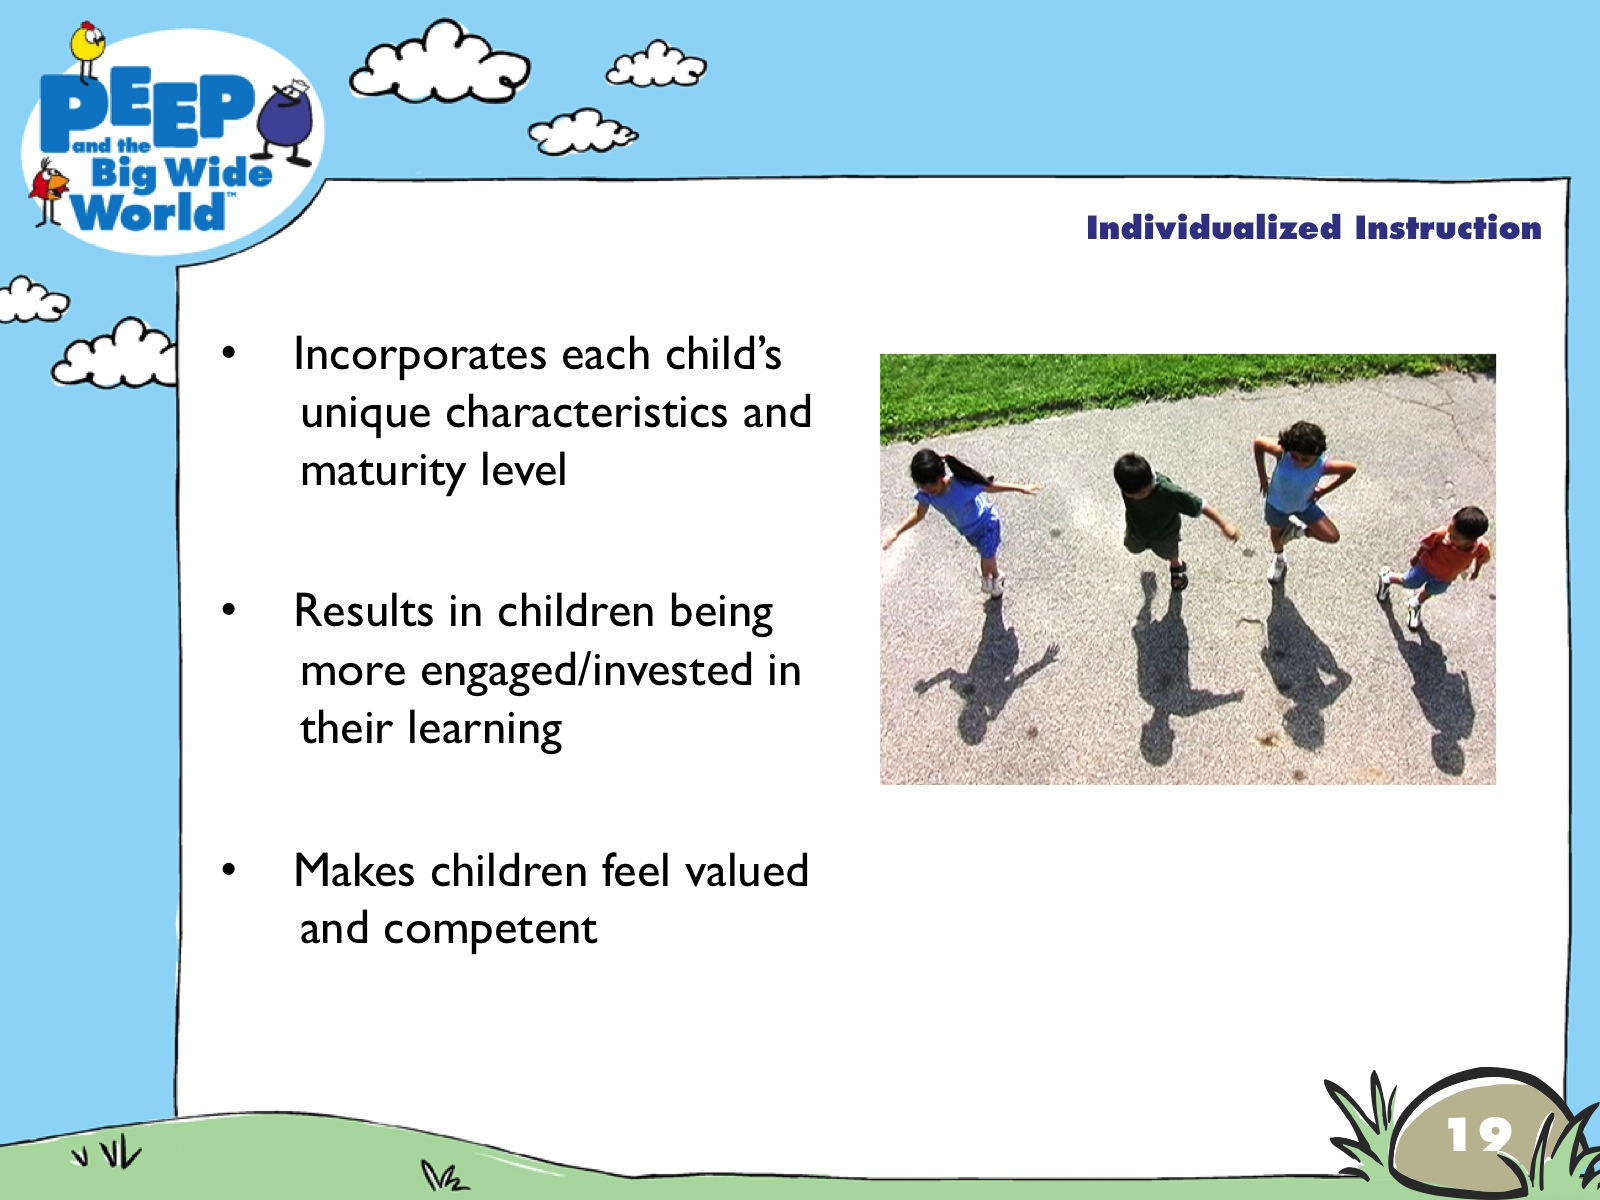 PEEP
and the
Big Wide
World™
Individualized Instruction
• Incorporates each child’s
unique characteristics and
maturity level
• Results in children being
more engaged/invested in
their learning
• Makes children feel valued
and competent
19